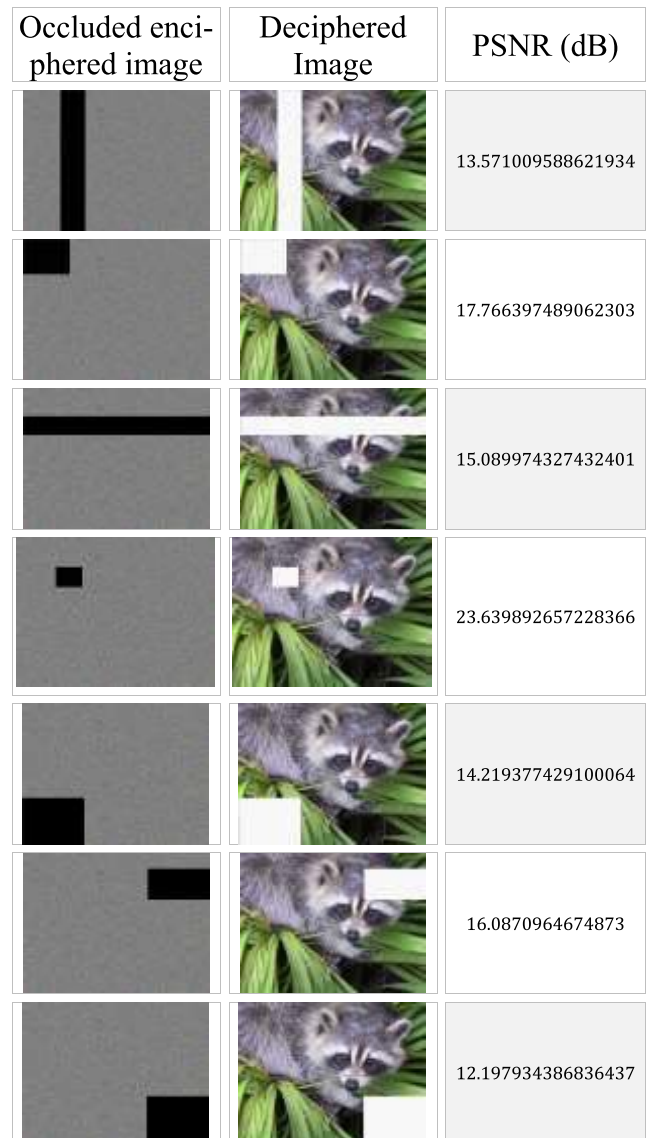 Occluded enci-
phered image
Deciphered
Image
PSNR (dB)
13.571009588621934
17.766397489062303
15.089974327432401
23.639892657228366
14.219377429100064
16.0870964674873
12.197934386836437